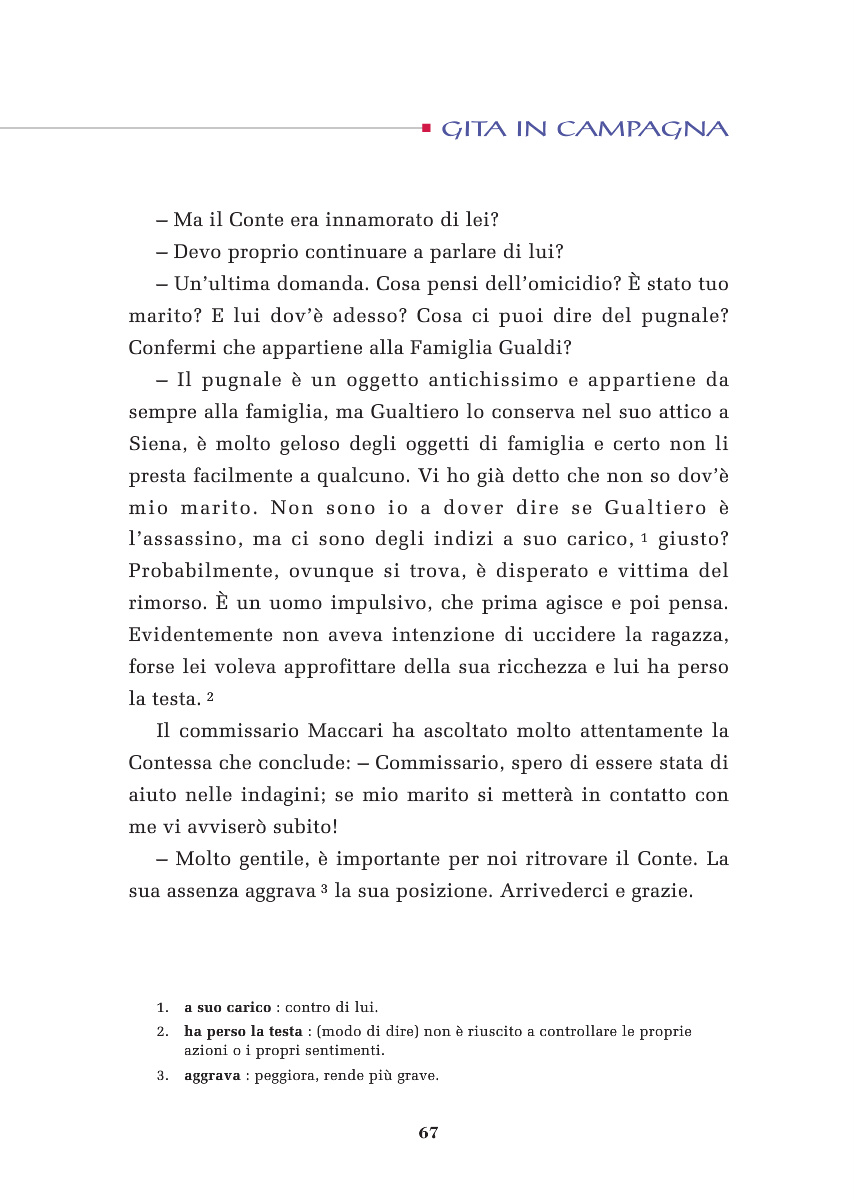 GITA IN CAMPAGNA
– Ma il Conte era innamorato di lei?
– Devo proprio continuare a parlare di lui?
– Un’ultima domanda. Cosa pensi dell’omicidio? È stato tuo
marito? E lui dov’è adesso? Cosa ci puoi dire del pugnale?
Confermi che appartiene alla Famiglia Gualdi?
– Il pugnale è un oggetto antichissimo e appartiene da
sempre alla famiglia, ma Gualtiero lo conserva nel suo attico a
Siena, è molto geloso degli oggetti di famiglia e certo non li
presta facilmente a qualcuno. Vi ho già detto che non so dov’è
mio marito. Non sono io a dover dire se Gualtiero è
l’assassino, ma ci sono degli indizi a suo carico, 1 giusto?
Probabilmente, ovunque si trova, è disperato e vittima del
rimorso. È un uomo impulsivo, che prima agisce e poi pensa.
Evidentemente non aveva intenzione di uccidere la ragazza,
forse lei voleva approfittare della sua ricchezza e lui ha perso
la testa. 2
Il commissario Maccari ha ascoltato molto attentamente la
Contessa che conclude: – Commissario, spero di essere stata di
aiuto nelle indagini; se mio marito si metterà in contatto con
me vi avviserò subito!
– Molto gentile, è importante per noi ritrovare il Conte. La
sua assenza aggrava 3 la sua posizione. Arrivederci e grazie.
1. a suo carico : contro di lui.
2. ha perso la testa : (modo di dire) non è riuscito a controllare le proprie
azioni o i propri sentimenti.
3. aggrava : peggiora, rende più grave.
67